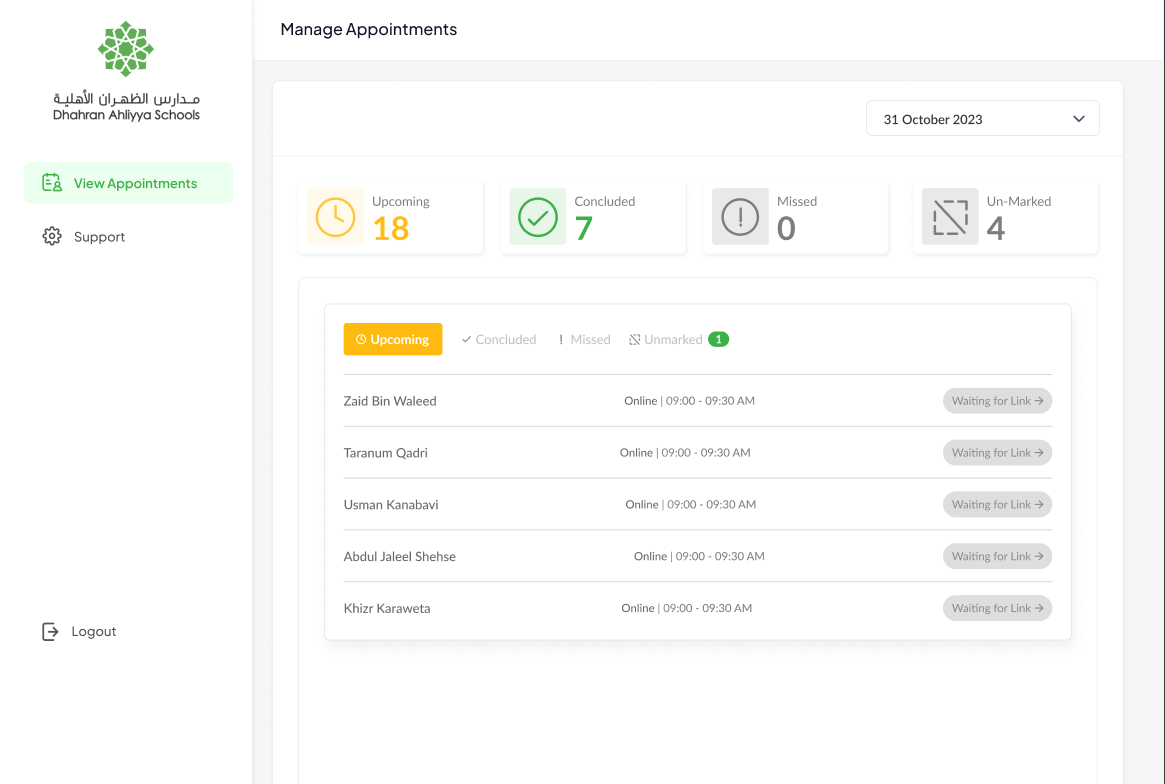 Manage Appointments
مـدارس الظهـران الأهليـة
Dhahran Ahliyya Schools
31 October 2023
View Appointments
Support
Upcoming
18
Concluded
7
Missed
0
Un-Marked
4
Upcoming Concluded Missed Unmarked 1
Zaid Bin Waleed Online | 09:00 - 09:30 AM Waiting for Link →
Taranum Qadri Online | 09:00 - 09:30 AM Waiting for Link →
Usman Kanabavi Online | 09:00 - 09:30 AM Waiting for Link →
Abdul Jaleel Shehse Online | 09:00 - 09:30 AM Waiting for Link →
Khizr Karaweta Online | 09:00 - 09:30 AM Waiting for Link →
Logout